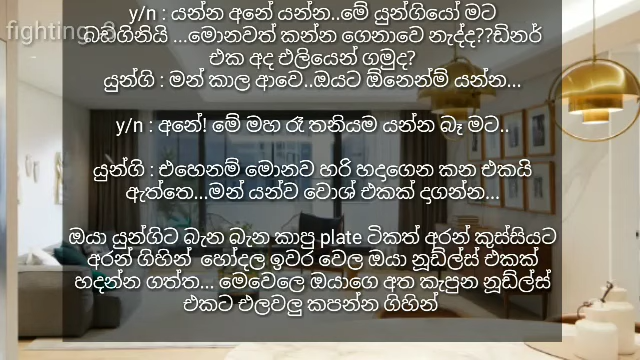 y/n : යන්න අනේ යන්න..මේ යුන්ගියෝ මට
fighting
බඩගිනියි ...මොනවත් කන්න ගෙනාවෙ නැද්ද??ඩිනර්
එක අද එලියෙන් ගමුද?
යුන්ගි : මන් කාල ආවෙ..ඔයට ඕනෙන්ම් යන්න...
y/n : අනේ! මේ මහ රෑ තනියම යන්න බෑ මට..
යුන්ගි : එහෙනම් මොනව හරි හදාගෙන කන එකයි
ඇත්තෙ...මන් යන්ව වොශ් එකක් දාගන්න...
ඔයා යුන්ගිට බැන බැන කාපු plate ටිකත් අරන් කුස්සියට
අරන් ගිහින් හෝදල ඉවර වෙල ඔයා නූඩ්ල්ස් එකක්
හදන්න ගත්ත... මෙවෙලෙ ඔයාගෙ අත කැපුන නූඩ්ල්ස්
එකට එලවලු කපන්න ගිහින්